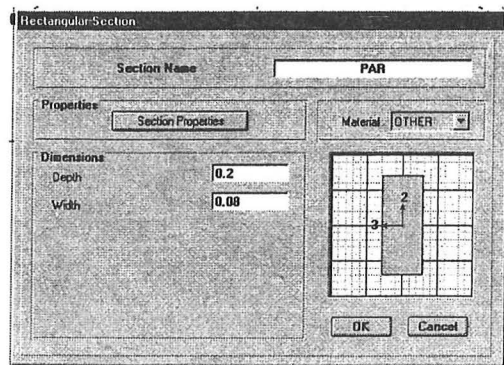 Rectangular Section
Section Name PAR
Properties
Section Properties
Material OTHER
Dimensions
Depth 0.2
Width 0.08
2
3
OK Cancel